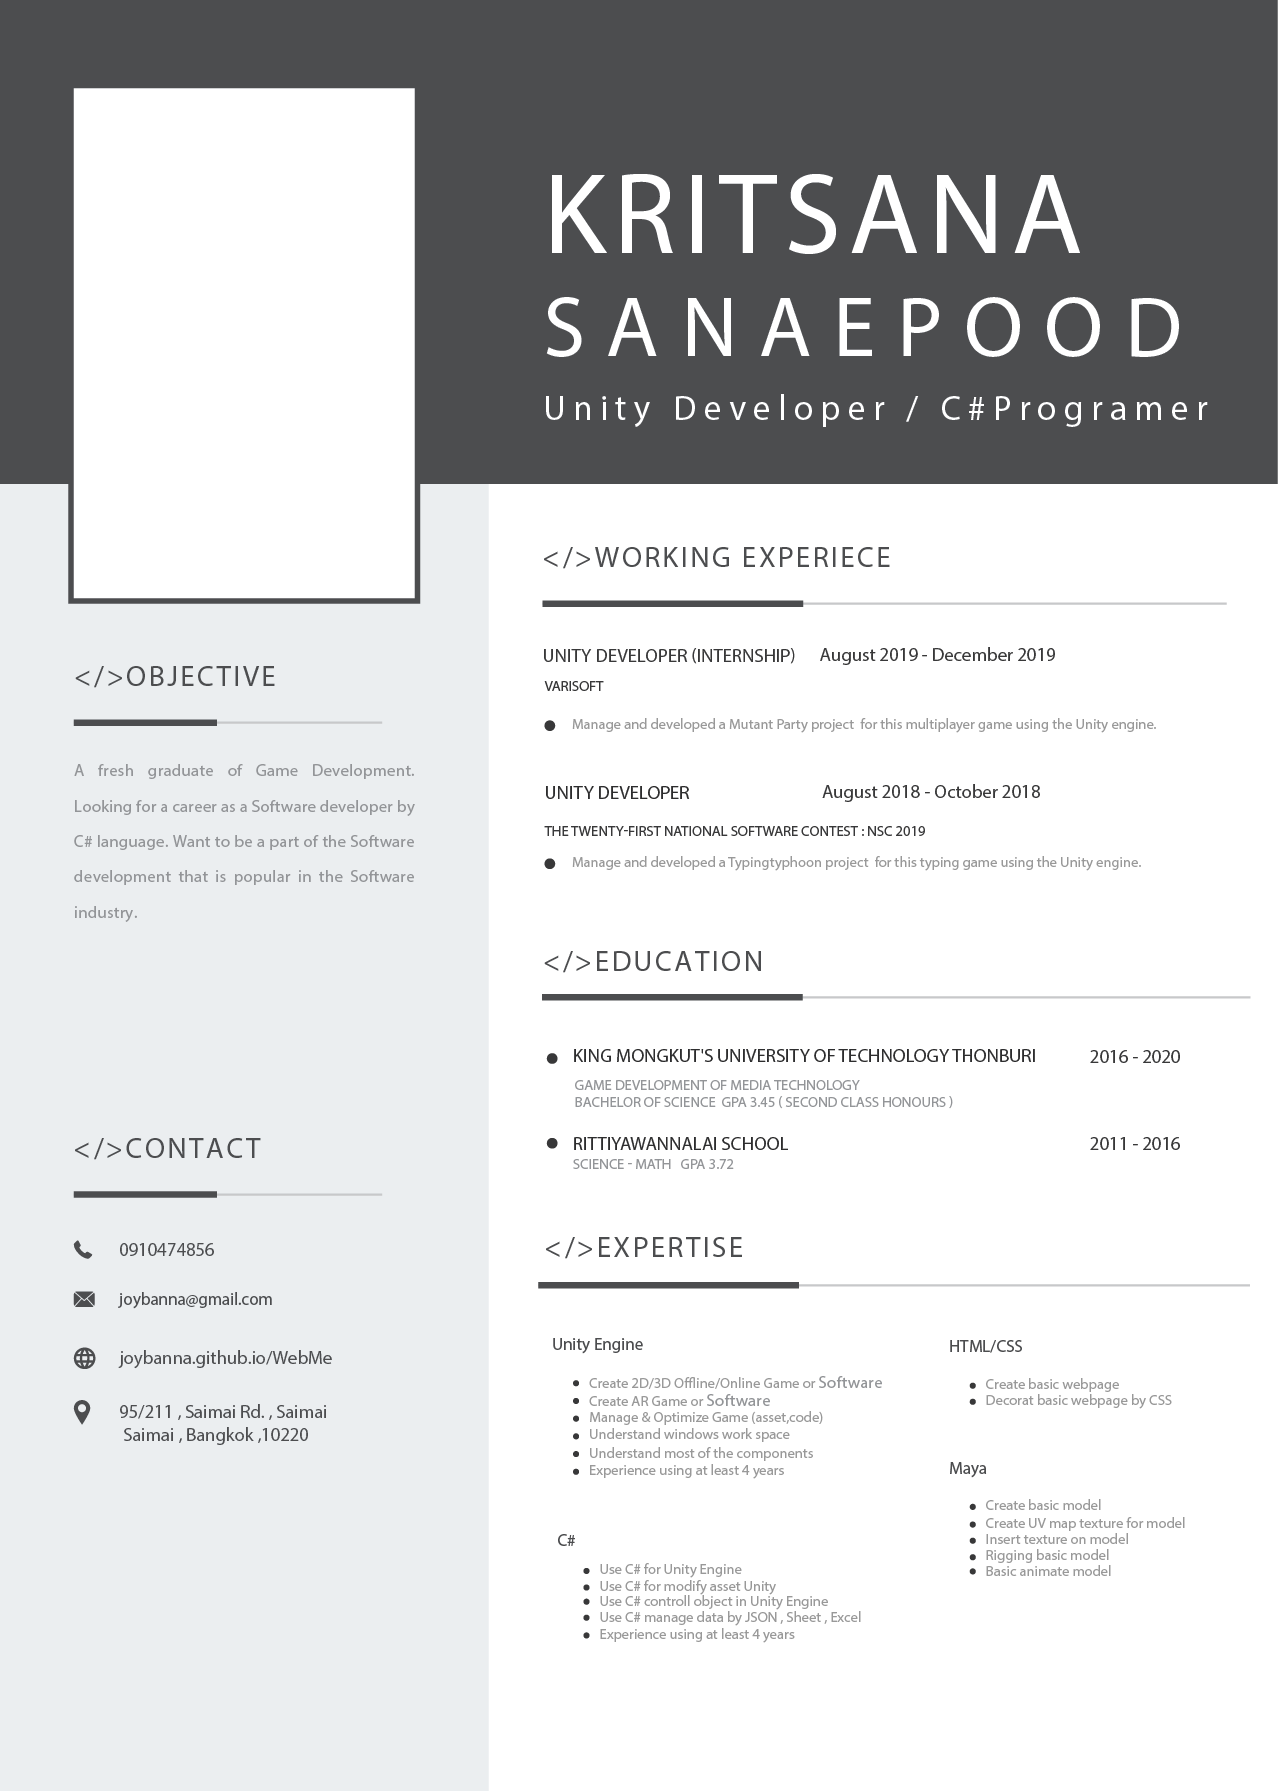 KRITSANA
SANAEPOOD
Unity Developer / C#Programer
</>OBJECTIVE
A fresh graduate of Game Development.
Looking for a career as a Software developer by
C# language. Want to be a part of the Software
development that is popular in the Software
industry.
</>CONTACT
0910474856
joybanna@gmail.com
joybanna.github.io/WebMe
95/211 , Saimai Rd. , Saimai
Saimai , Bangkok ,10220
</>WORKING EXPERIECE
UNITY DEVELOPER (INTERNSHIP) August 2019 - December 2019
VARISOFT
● Manage and developed a Mutant Party project for this multiplayer game using the Unity engine.
UNITY DEVELOPER August 2018 - October 2018
THE TWENTY-FIRST NATIONAL SOFTWARE CONTEST : NSC 2019
● Manage and developed a Typingtyphoon project for this typing game using the Unity engine.
</>EDUCATION
● KING MONGKUT'S UNIVERSITY OF TECHNOLOGY THONBURI 2016 - 2020
GAME DEVELOPMENT OF MEDIA TECHNOLOGY
BACHELOR OF SCIENCE GPA 3.45 ( SECOND CLASS HONOURS )
● RITTIYAWANNALAI SCHOOL 2011 - 2016
SCIENCE - MATH GPA 3.72
</>EXPERTISE
Unity Engine
● Create 2D/3D Offline/Online Game or Software
● Create AR Game or Software
● Manage & Optimize Game (asset,code)
● Understand windows work space
● Understand most of the components
● Experience using at least 4 years
C#
● Use C# for Unity Engine
● Use C# for modify asset Unity
● Use C# controll object in Unity Engine
● Use C# manage data by JSON , Sheet , Excel
● Experience using at least 4 years
HTML/CSS
● Create basic webpage
● Decorat basic webpage by CSS
Maya
● Create basic model
● Create UV map texture for model
● Insert texture on model
● Rigging basic model
● Basic animate model